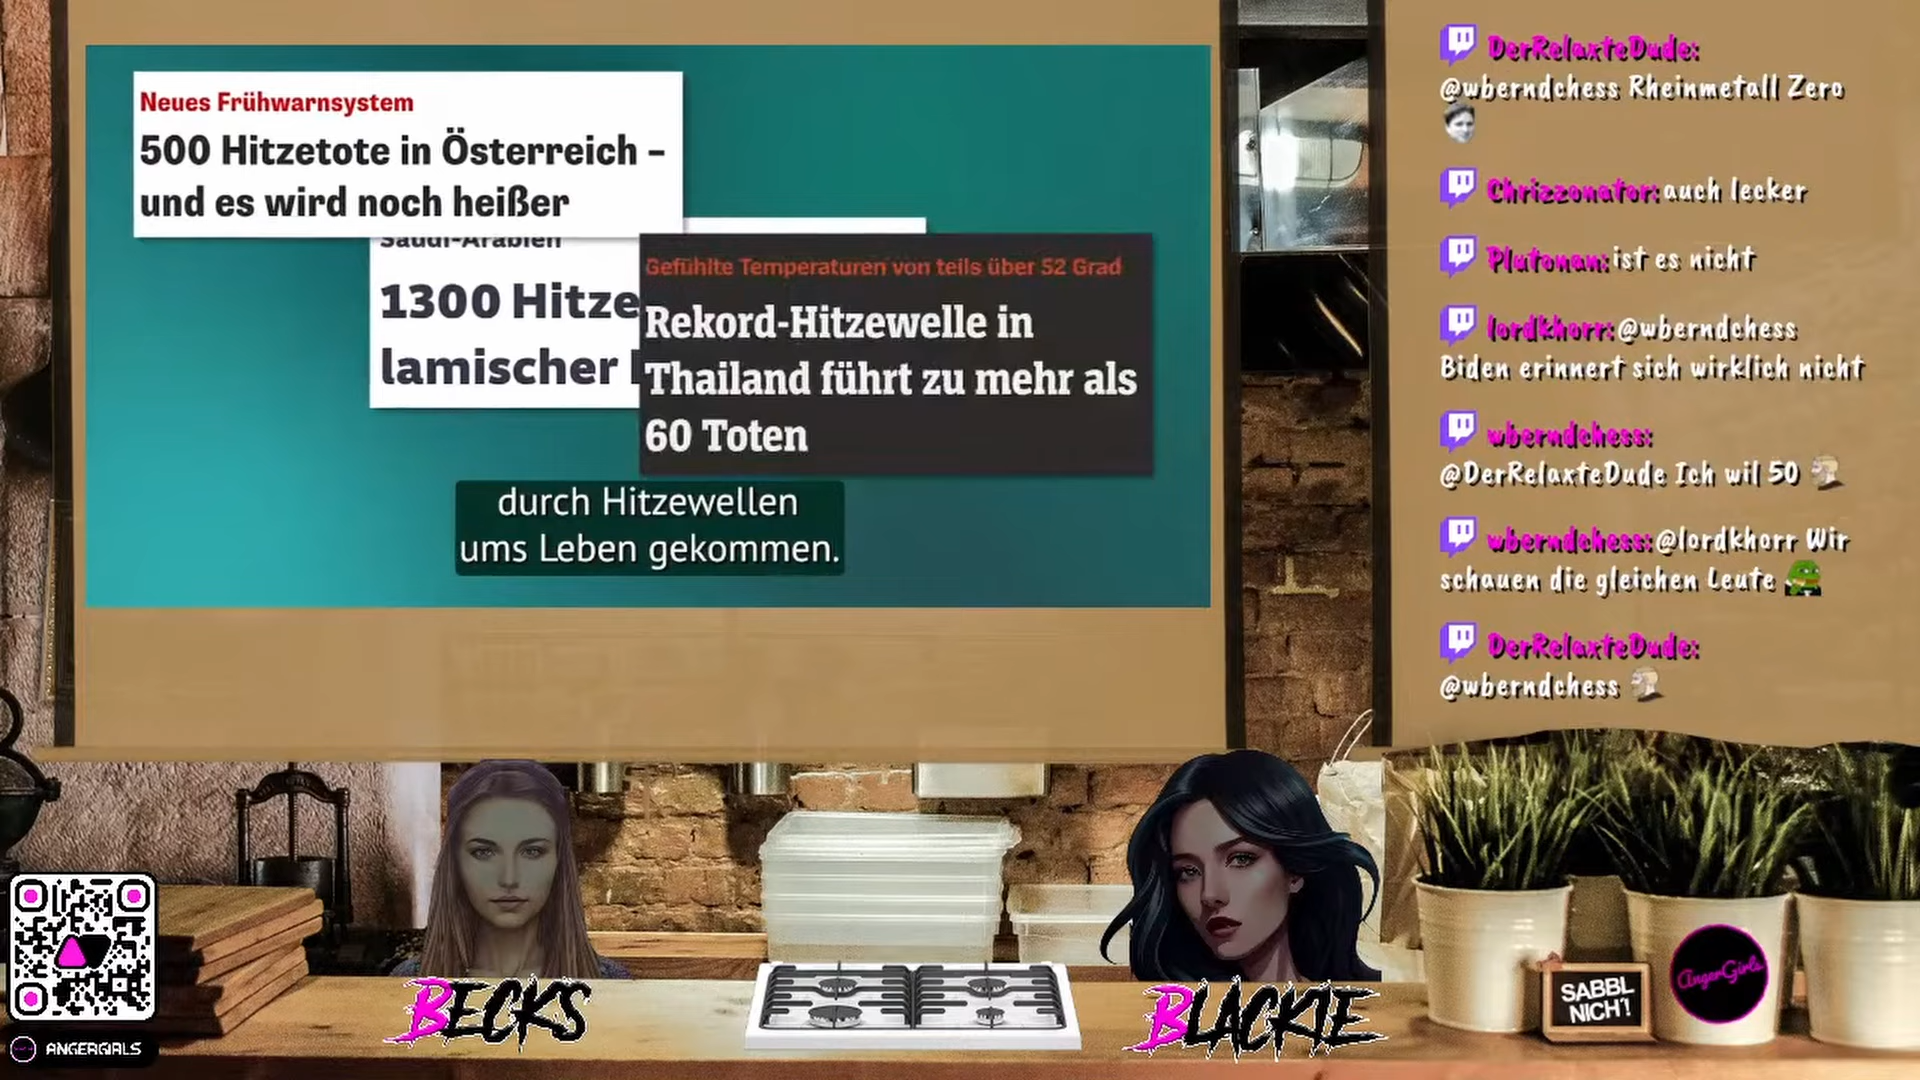 Neues Frühwarnsystem
500 Hitzetote in Österreich –
und es wird noch heißer
Saudi-Arabien
1300 Hitze
lamischer
Gefühlte Temperaturen von teils über 52 Grad
Rekord-Hitzewelle in
Thailand führt zu mehr als
60 Toten
durch Hitzewellen
ums Leben gekommen.
DerRelaxteDude:
@wberndchess Rheinmetall Zero
Chrizzonator: auch lecker
Plutonan: ist es nicht
lordkhorr: @wberndchess
Biden erinnert sich wirklich nicht
wberndchess:
@DerRelaxteDude Ich wil 50
wberndchess: @lordkhorr Wir
schauen die gleichen Leute
DerRelaxteDude:
@wberndchess
BECKS
BLACKIE
SABBL
NICH'!
AngerGirls
ANGERGIRLS